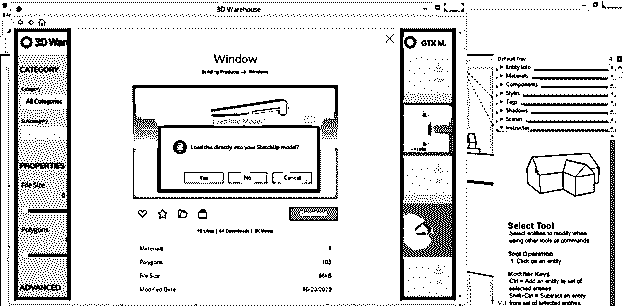 3D Warehouse
3D War
GTX M.
Window
Building Products → Windows
CATEGORY
All Categories
Load this directly into your SketchUp model?
Yes
No
Cancel
PROPERTIES
File Size
Polygons
ADVANCED
Materials
Polygons
File Size
Modified Date
Default Tray
Entity Info
Materials
Components
Styles
Tags
Shadows
Scenes
Instructor
Select Tool
Select entities to modify when
using other tools or commands.
Tool Operation
1. Click on an entity.
Modifier Keys
Ctrl = Add an entity to set of
selected entities.
Shift+Ctrl = Subtract an entity
from set of selected entities.